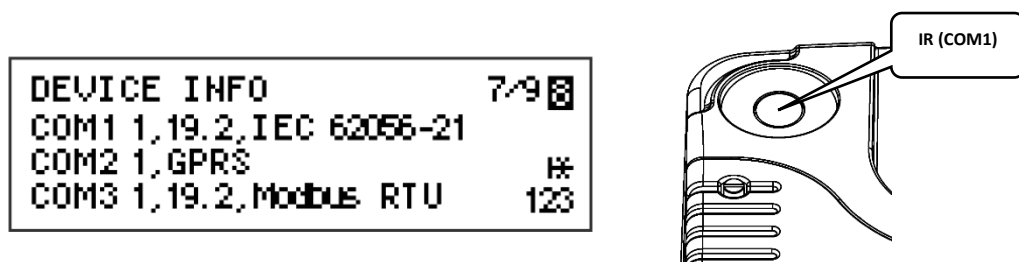 DEVICE INFO 7/9 8
COM1 1,19.2,IEC 62056-21
COM2 1,GPRS
COM3 1,19.2,Modbus RTU 123
IR (COM1)